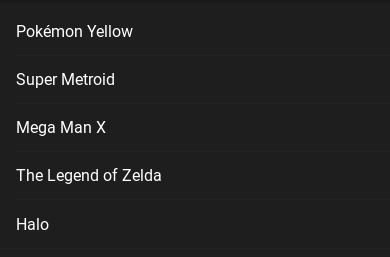 Pokémon Yellow
Super Metroid
Mega Man X
The Legend of Zelda
Halo